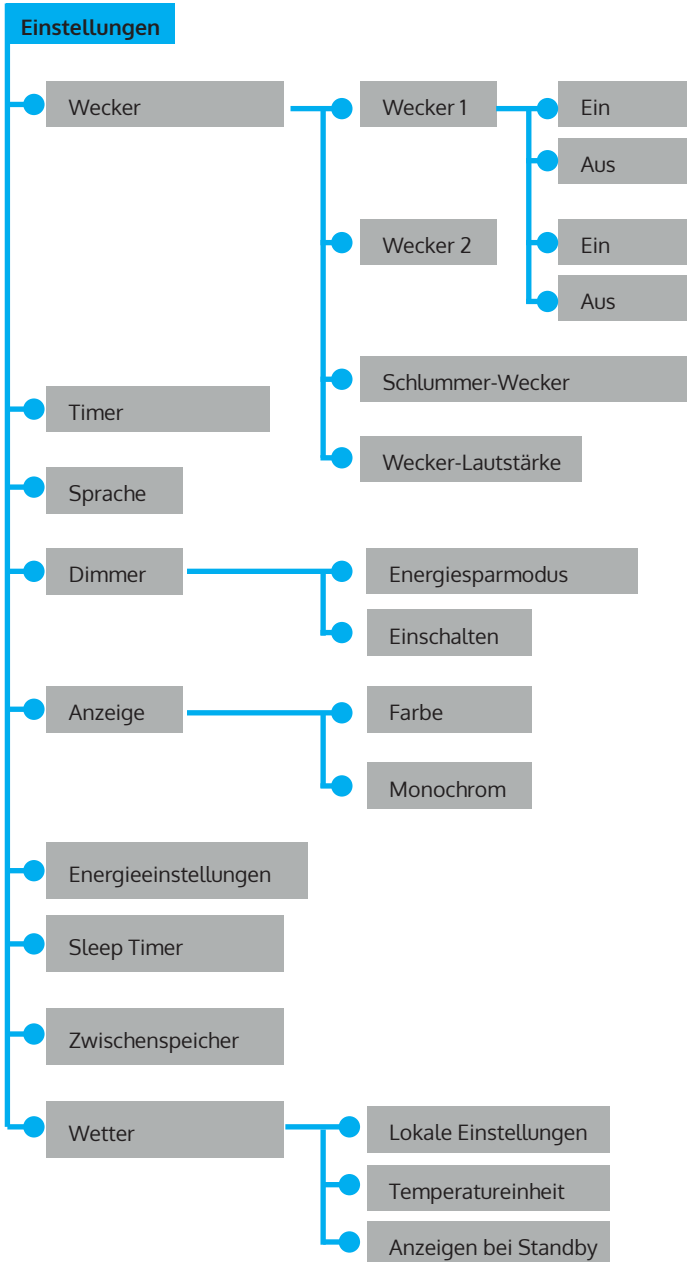 Einstellungen
Wecker
Wecker 1
Ein
Aus
Wecker 2
Ein
Aus
Schlummer-Wecker
Wecker-Lautstärke
Timer
Sprache
Dimmer
Energiesparmodus
Einschalten
Anzeige
Farbe
Monochrom
Energieeinstellungen
Sleep Timer
Zwischenspeicher
Wetter
Lokale Einstellungen
Temperatureinheit
Anzeigen bei Standby